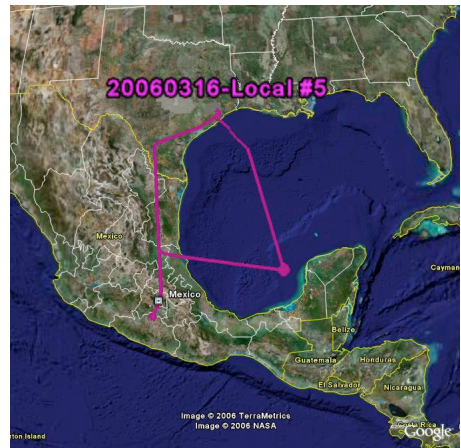 20060316-Local #5
Mexico
Mexico
Cayman
Belize
Guatemala
Honduras
El Salvador
Nicaragua
Image © 2006 TerraMetrics
Image © 2006 NASA
ton Island
Costa Rica
Google